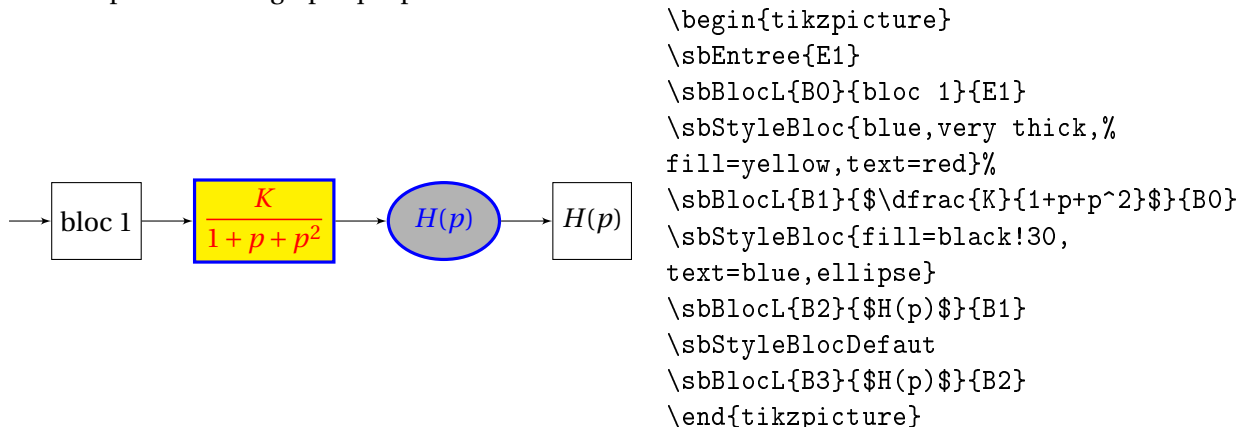 bloc 1
K
1 + p + p²
H(p)
H(p)
\begin{tikzpicture}
\sbEntree{E1}
\sbBlocL{B0}{bloc 1}{E1}
\sbStyleBloc{blue,very thick,%
fill=yellow,text=red}%
\sbBlocL{B1}{$\dfrac{K}{1+p+p^2}$}{B0}
\sbStyleBloc{fill=black!30,
text=blue,ellipse}
\sbBlocL{B2}{$H(p)$}{B1}
\sbStyleBlocDefaut
\sbBlocL{B3}{$H(p)$}{B2}
\end{tikzpicture}